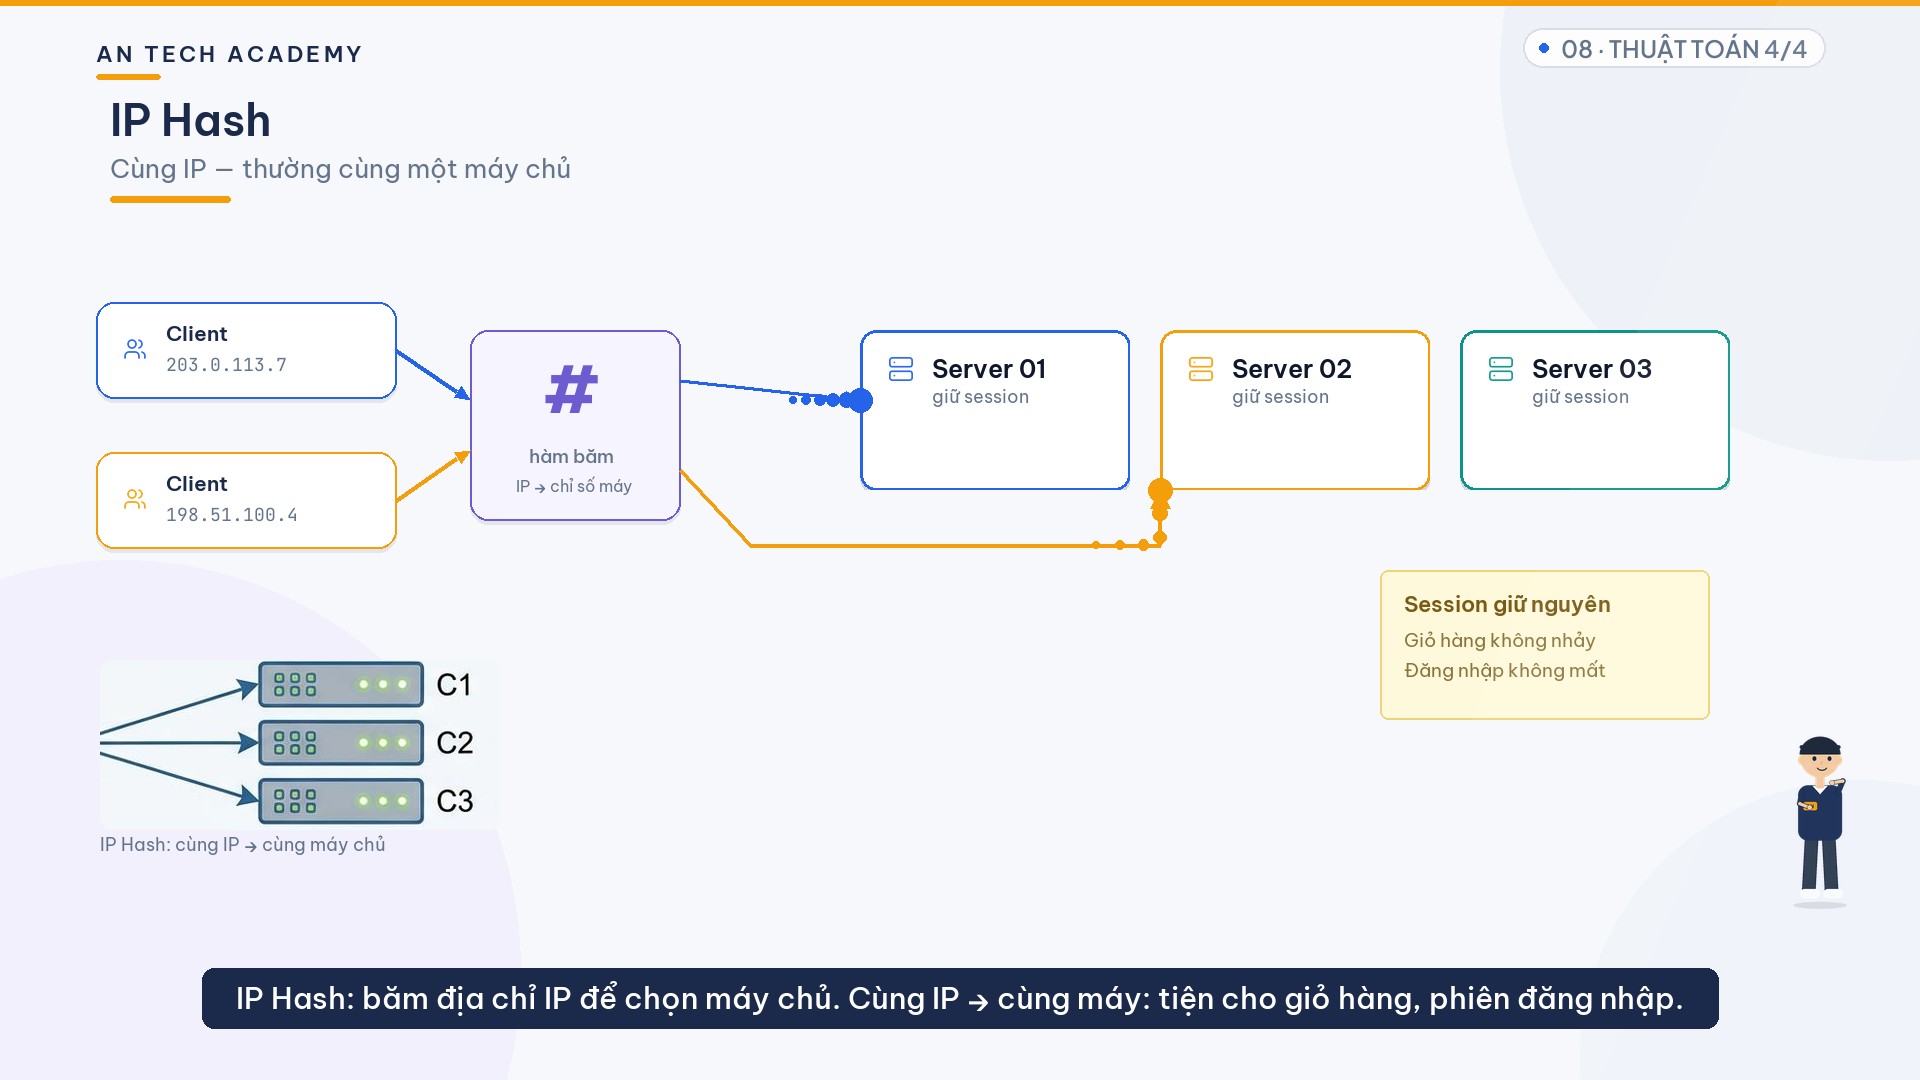 AN TECH ACADEMY
08 · THUẬT TOÁN 4/4
IP Hash
Cùng IP — thường cùng một máy chủ
Client
203.0.113.7
Client
198.51.100.4
#
hàm băm
IP → chỉ số máy
Server 01
giữ session
Server 02
giữ session
Server 03
giữ session
Session giữ nguyên
Giỏ hàng không nhảy
Đăng nhập không mất
C1
C2
C3
IP Hash: cùng IP → cùng máy chủ
IP Hash: băm địa chỉ IP để chọn máy chủ. Cùng IP → cùng máy: tiện cho giỏ hàng, phiên đăng nhập.